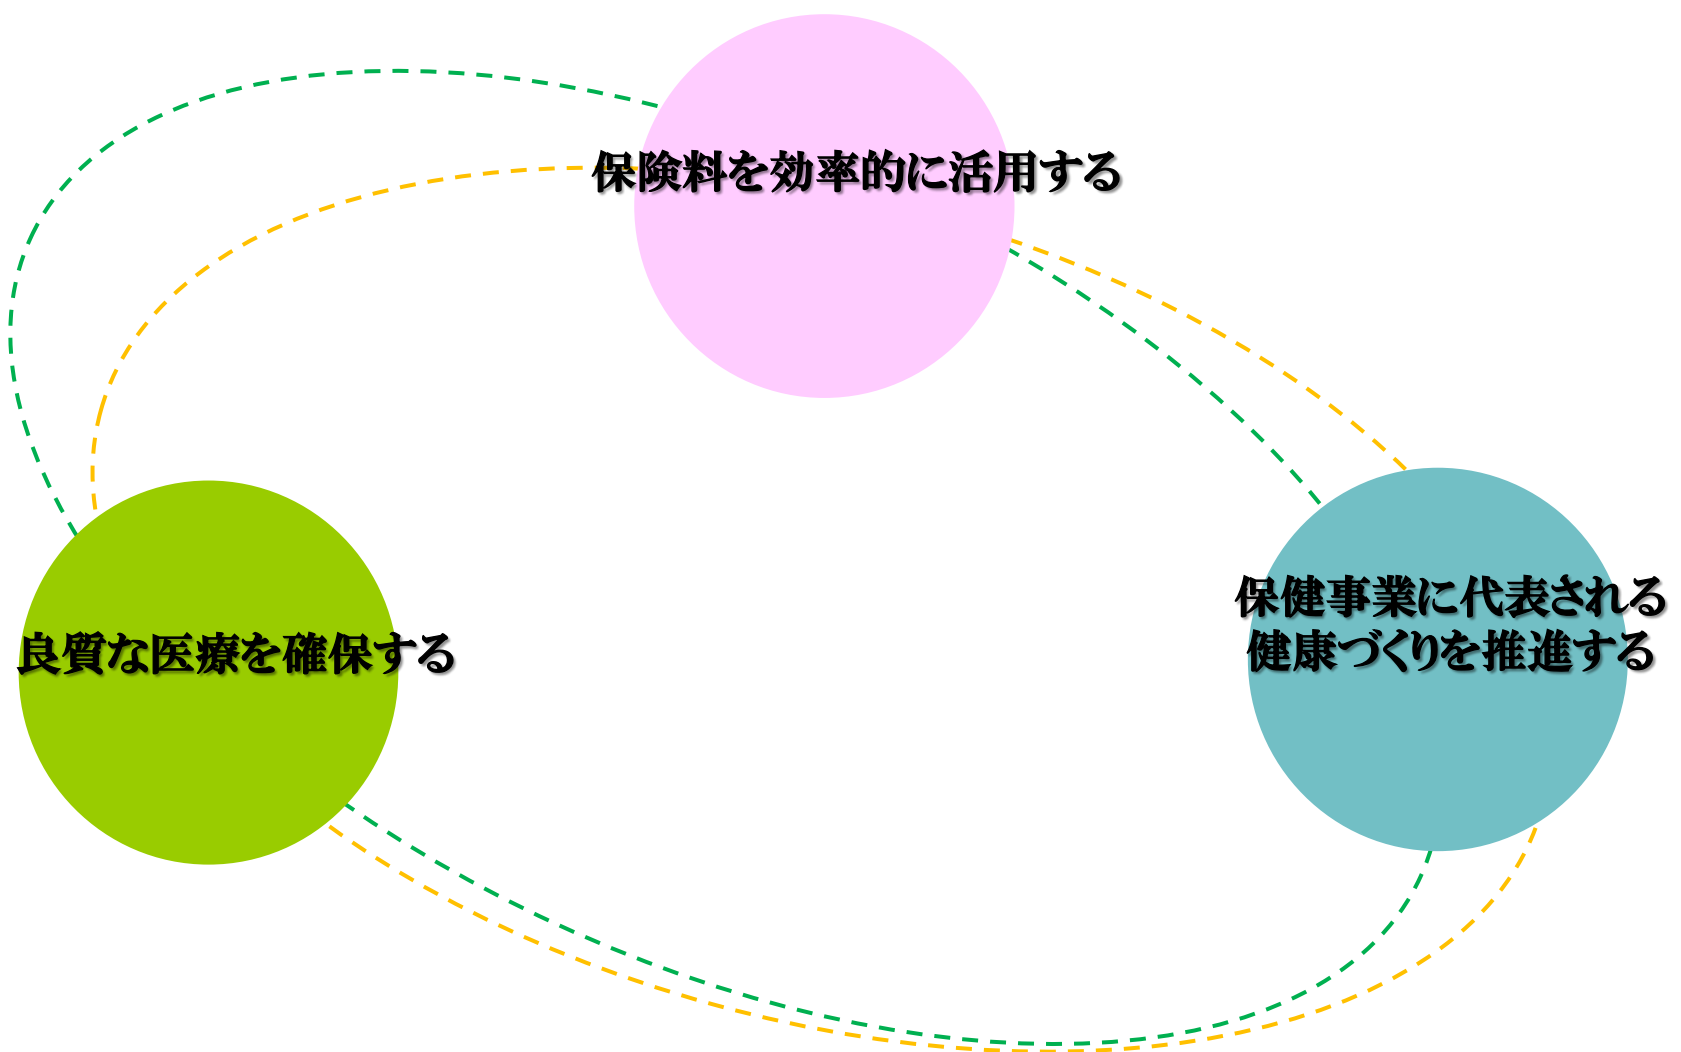 保険料を効率的に活用する
良質な医療を確保する
保健事業に代表される
健康づくりを推進する